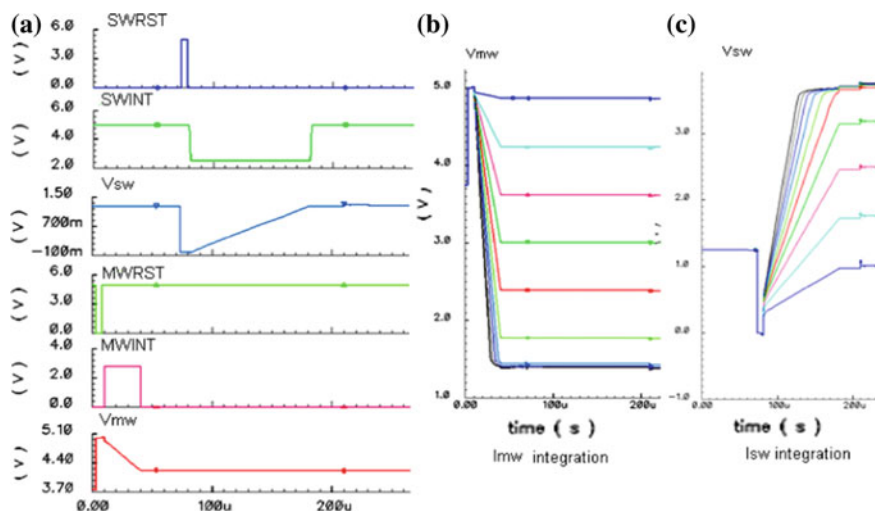 (a)
SWRST
6.0
3.0
0.0
(V)
SWINT
6.0
4.0
2.0
(V)
Vsw
1.50
700m
-100m
(V)
MWRST
6.0
3.0
0.0
(V)
MWINT
4.0
2.0
0.0
(V)
Vmw
5.10
4.40
3.70
(V)
0.00 100u 200u
(b)
Vmw
5.0
4.0
3.0
2.0
1.0
(V)
0.00 100u 200u
time ( s )
Imw integration
(c)
Vsw
3.0
2.0
1.0
0.0
-1.0
0.00 100u 200
time ( s )
Isw integration